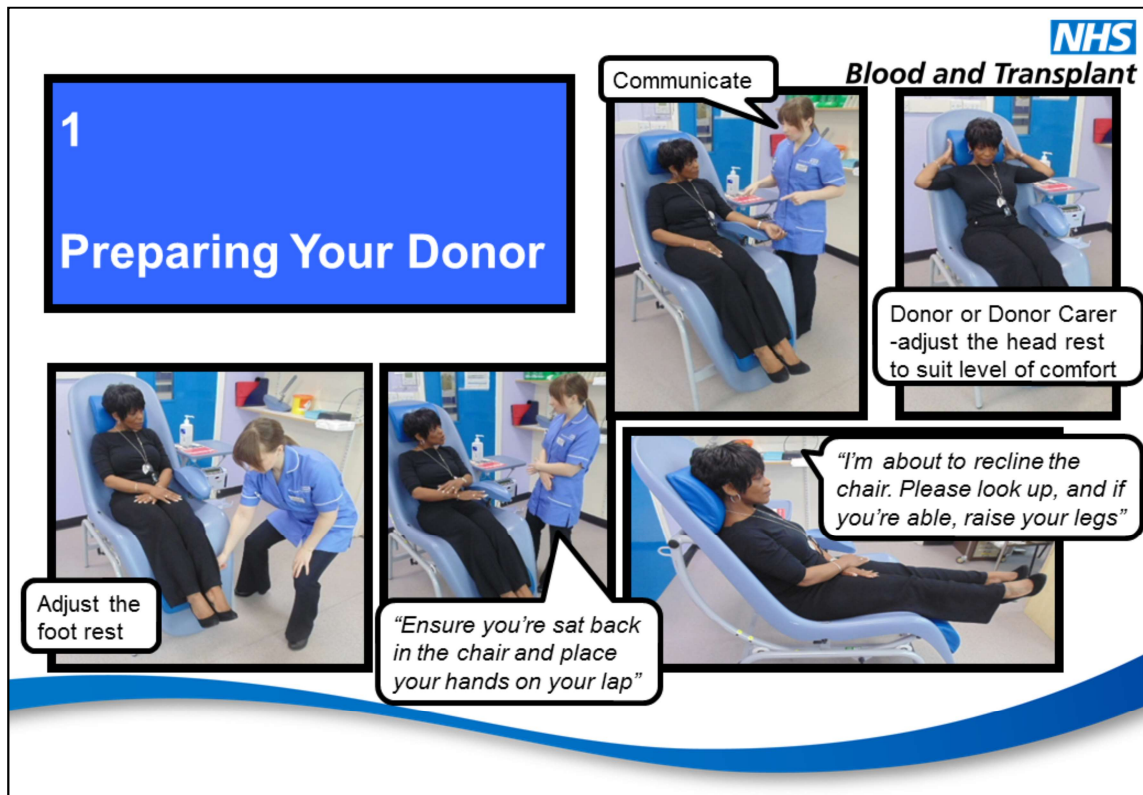 NHS
Blood and Transplant
1
Preparing Your Donor
Communicate
Donor or Donor Carer
-adjust the head rest
to suit level of comfort
Adjust the
foot rest
“Ensure you’re sat back
in the chair and place
your hands on your lap”
“I’m about to recline the
chair. Please look up, and if
you’re able, raise your legs”